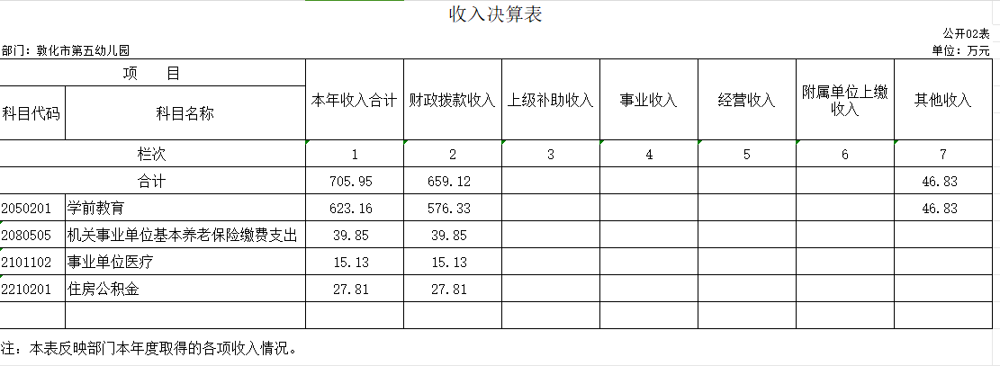 收入决算表
公开02表
部门：敦化市第五幼儿园 单位：万元
项 目 本年收入合计 财政拨款收入 上级补助收入 事业收入 经营收入 附属单位上缴收入 其他收入
科目代码 科目名称
栏次 1 2 3 4 5 6 7
合计 705.95 659.12 46.83
2050201 学前教育 623.16 576.33 46.83
2080505 机关事业单位基本养老保险缴费支出 39.85 39.85
2101102 事业单位医疗 15.13 15.13
2210201 住房公积金 27.81 27.81
注：本表反映部门本年度取得的各项收入情况。